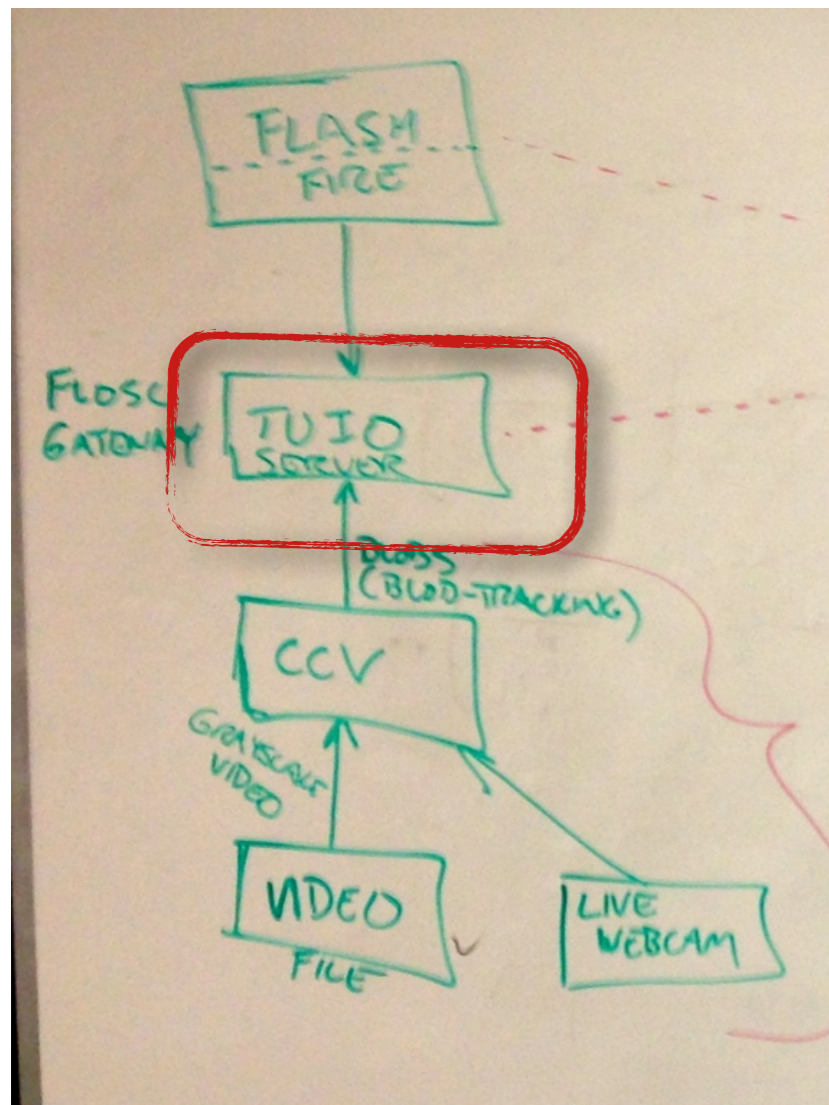 FLASH
FIRE
FLOSC
GATEWAY
TUIO
SERVER
BLOBS
(BLOB-TRACKING)
CCV
GRAYSCALE
VIDEO
VIDEO
FILE
LIVE
WEBCAM